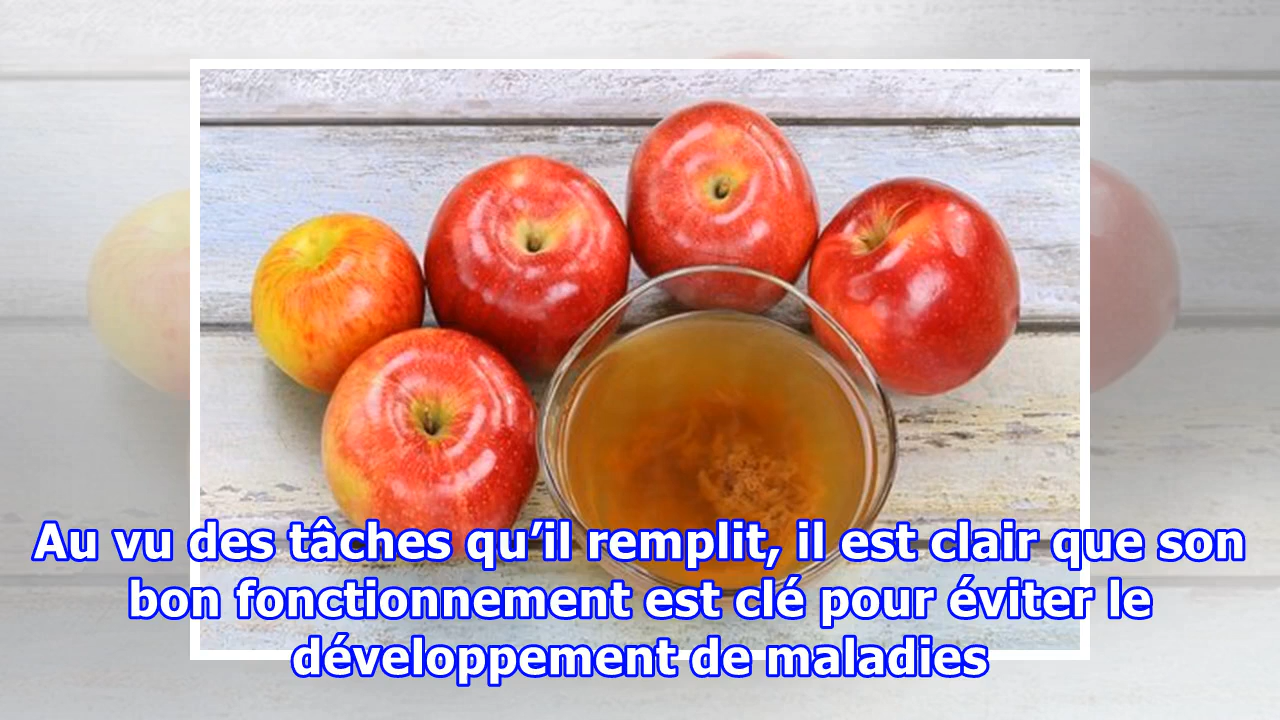 Au vu des tâches qu’il remplit, il est clair que son
bon fonctionnement est clé pour éviter le
développement de maladies